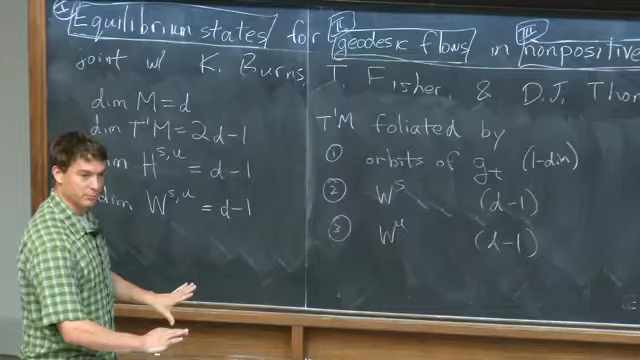 I Equilibrium states for II geodesic flows in III nonpositive
joint w/ K. Burns, T. Fisher, & D.J. Thom
dim M = d
dim T'M = 2d-1
dim H^{s,u} = d-1
dim W^{s,u} = d-1
T'M foliated by
① orbits of g_t (1-dim)
② W^s (d-1)
③ W^u (d-1)